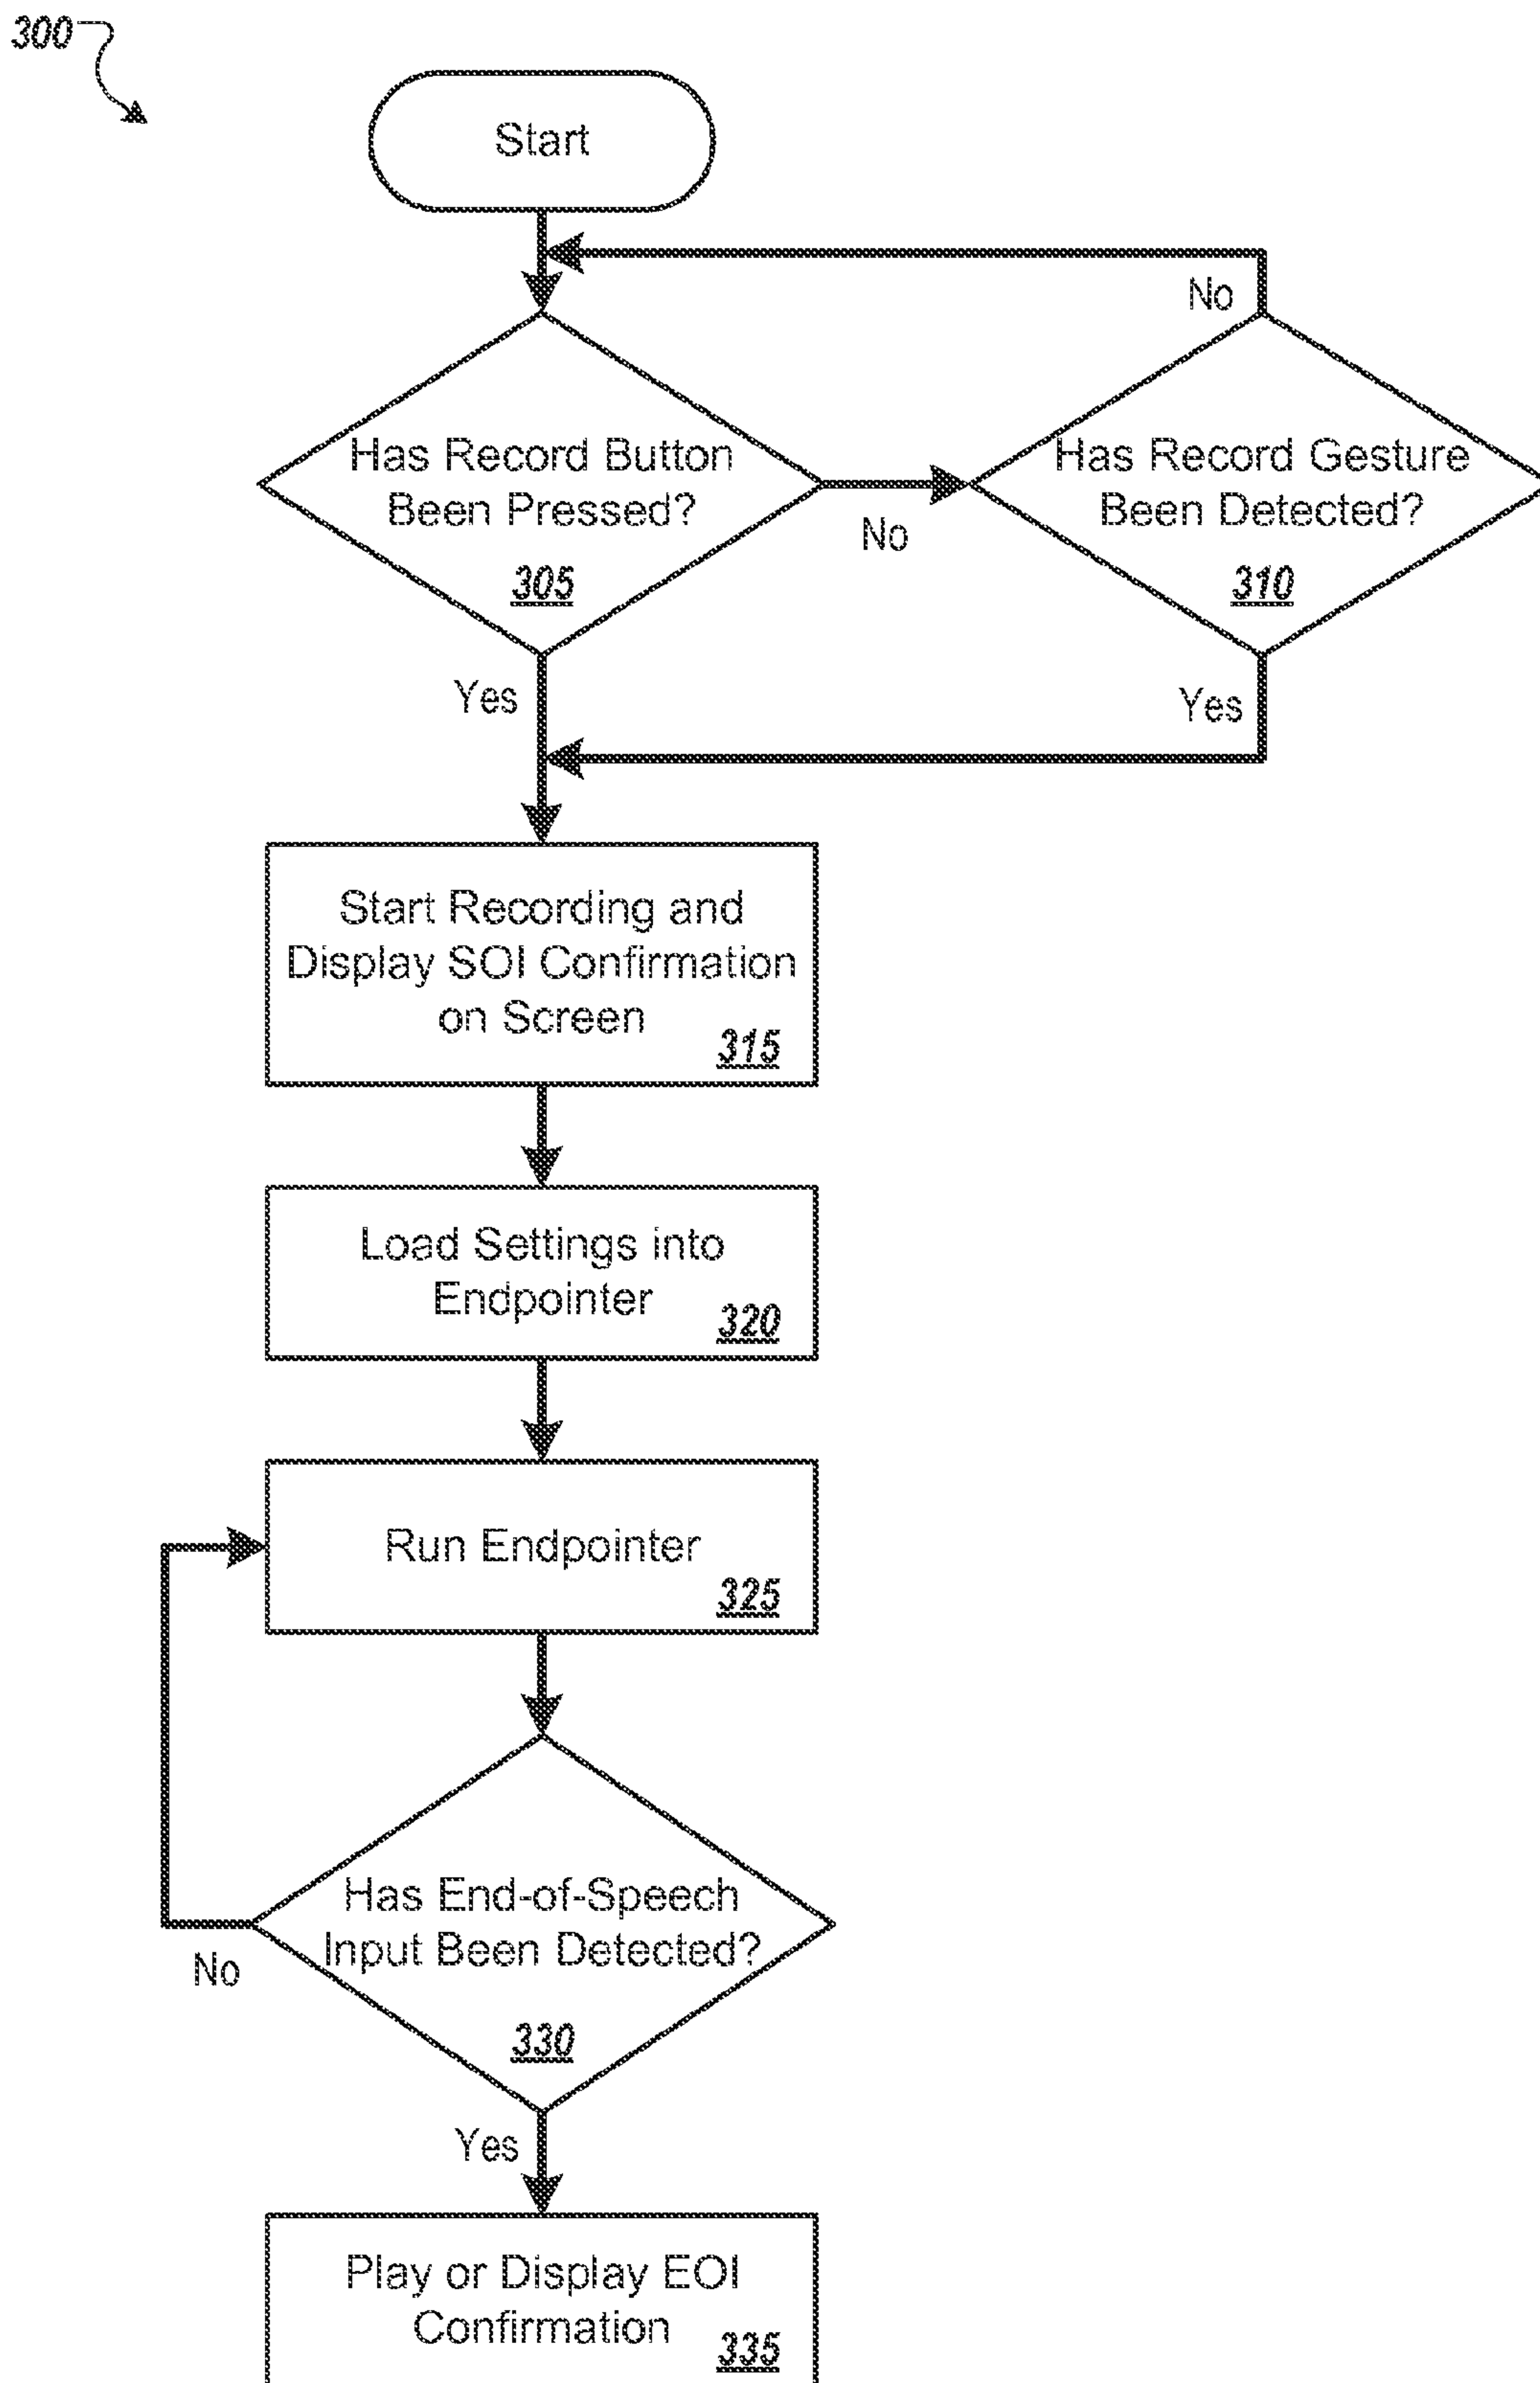 300
Start
No
Has Record Button
Been Pressed?
305
No
Has Record Gesture
Been Detected?
310
Yes
Yes
Start Recording and
Display SOI Confirmation
on Screen
315
Load Settings into
Endpointer
320
Run Endpointer
325
Has End-of-Speech
Input Been Detected?
330
No
Yes
Play or Display EOI
Confirmation
335